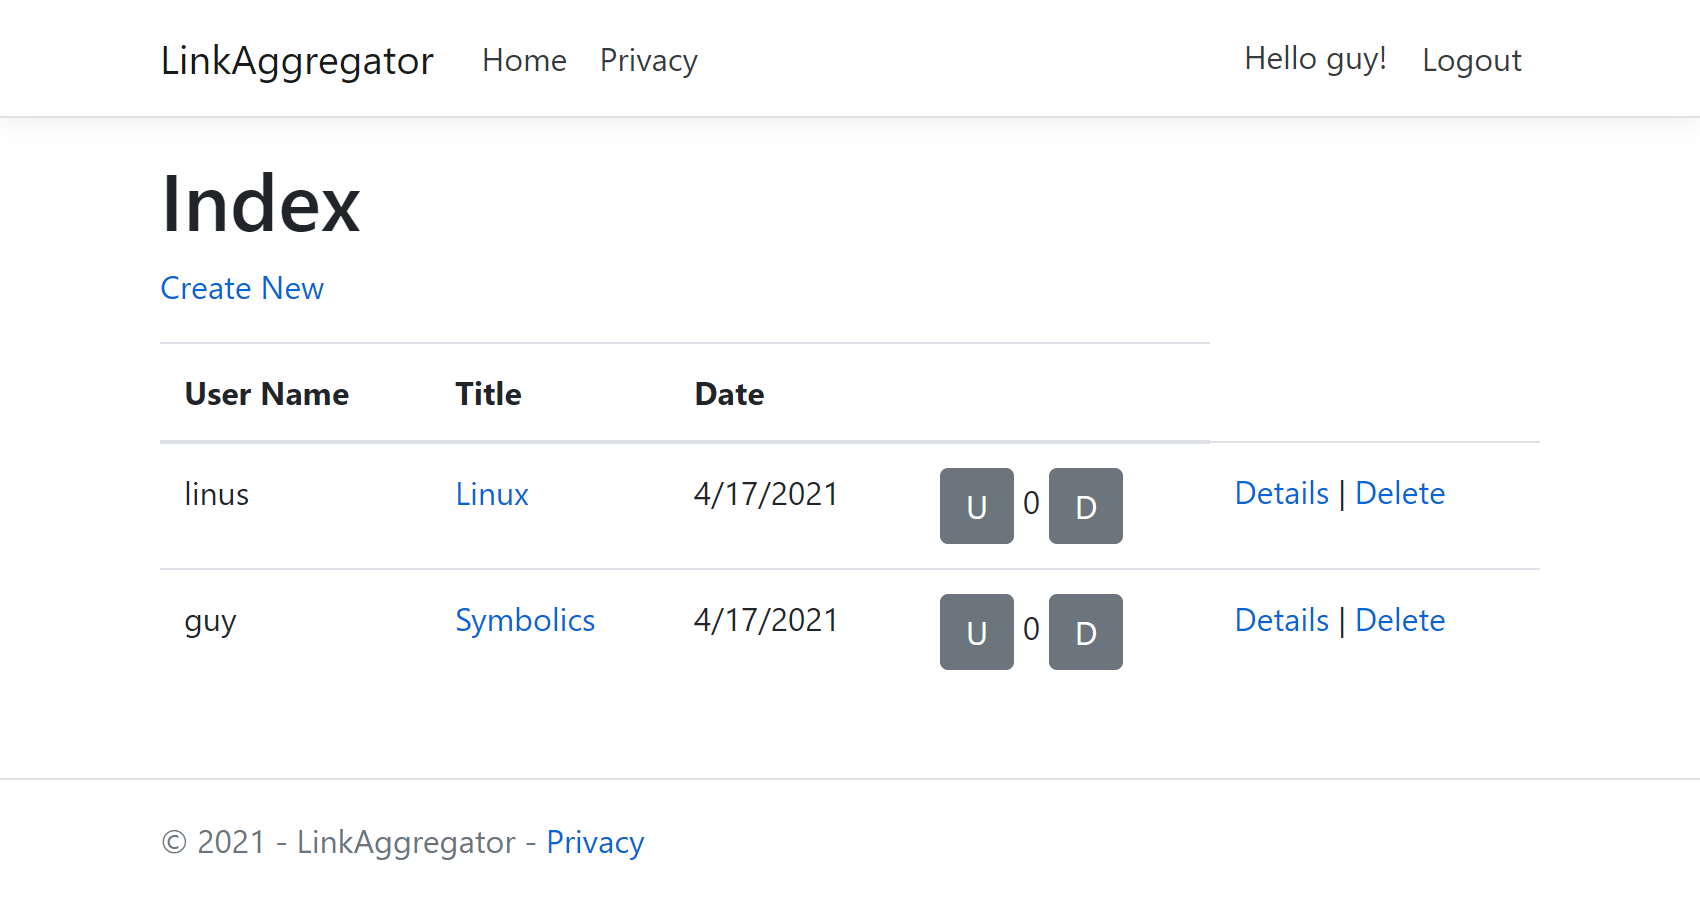 LinkAggregator Home Privacy Hello guy! Logout
Index
Create New
User Name Title Date
linus Linux 4/17/2021 U 0 D Details | Delete
guy Symbolics 4/17/2021 U 0 D Details | Delete
© 2021 - LinkAggregator - Privacy